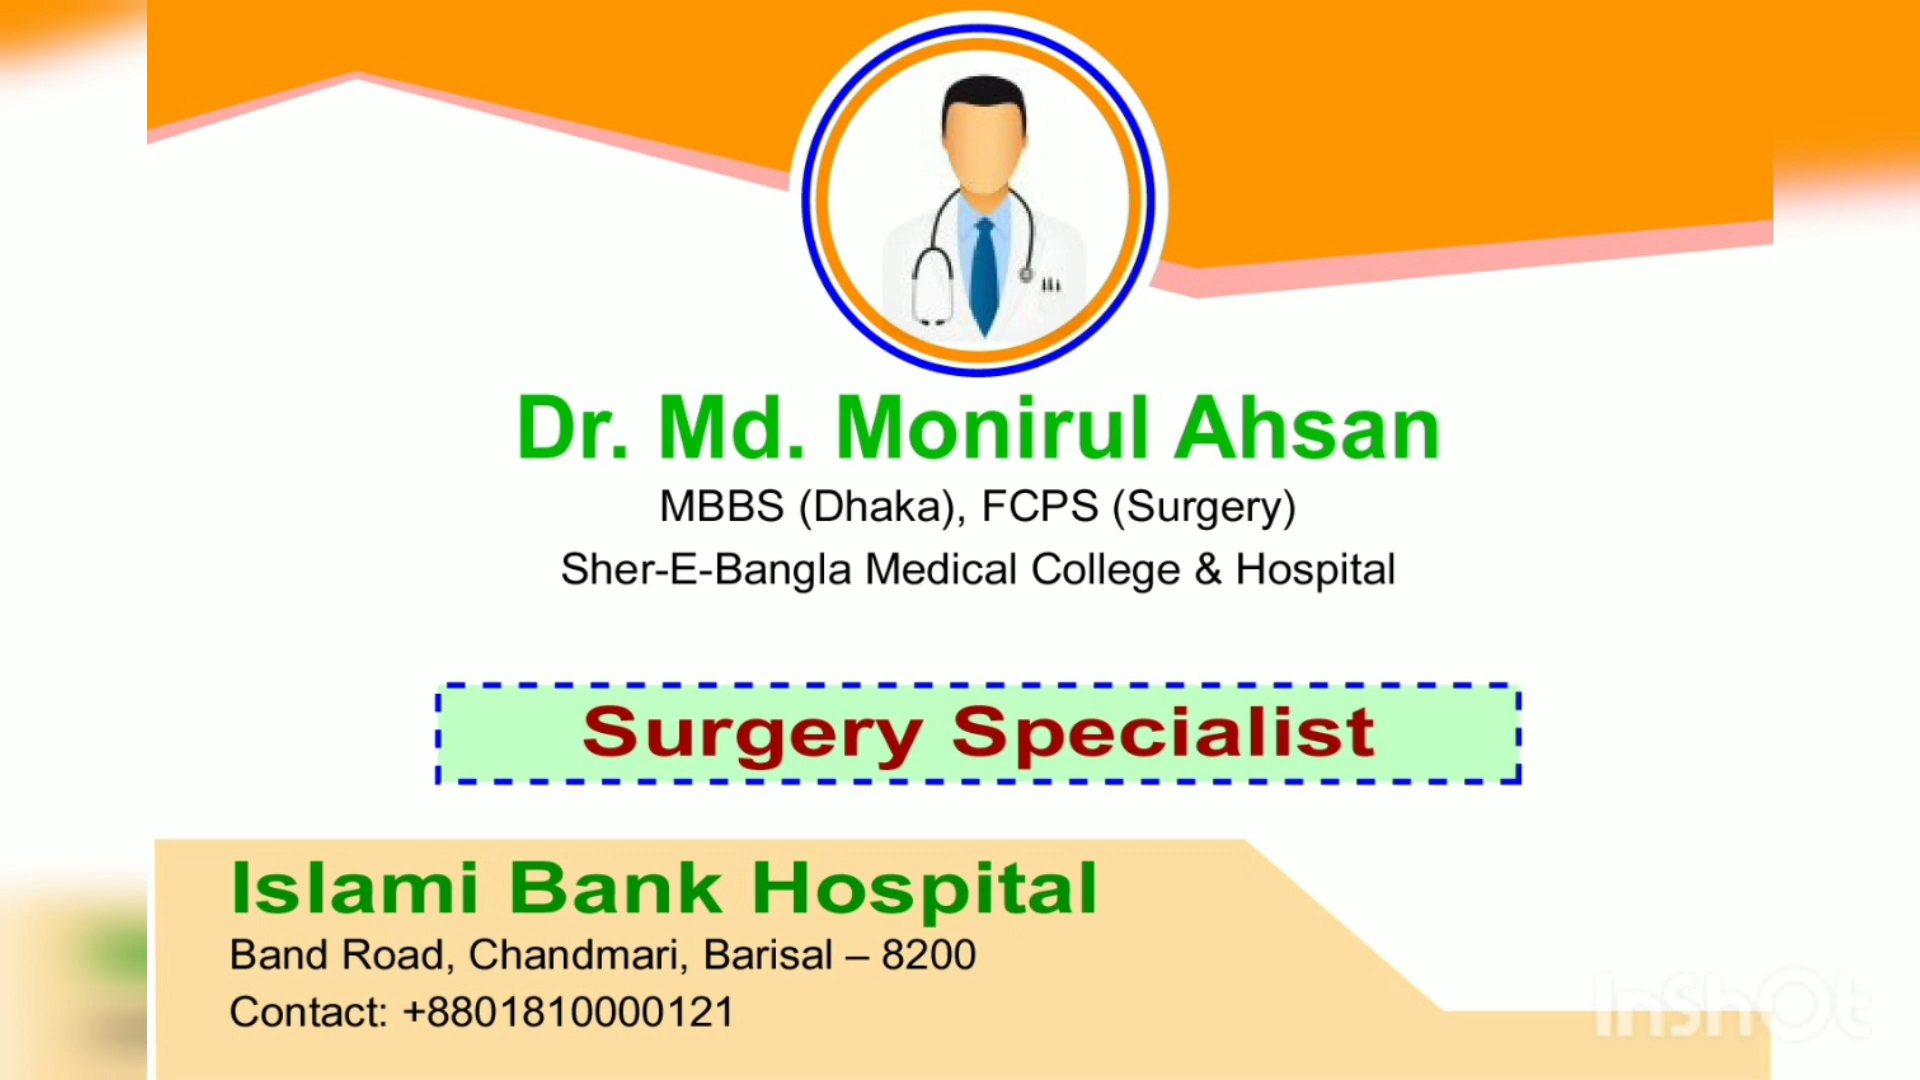 Dr. Md. Monirul Ahsan
MBBS (Dhaka), FCPS (Surgery)
Sher-E-Bangla Medical College & Hospital
Surgery Specialist
Islami Bank Hospital
Band Road, Chandmari, Barisal – 8200
Contact: +8801810000121
InShOt